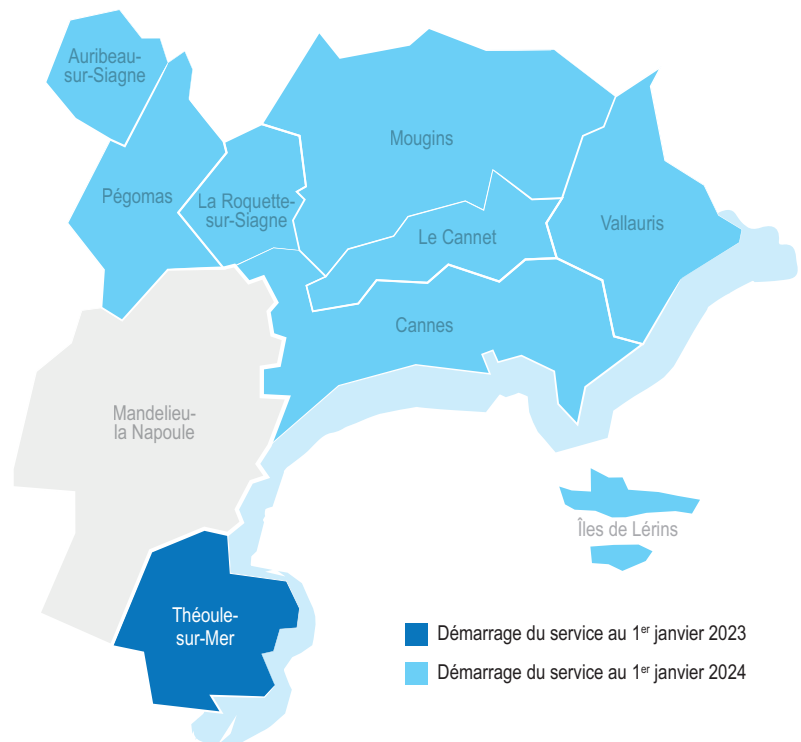 Auribeau-
sur-Siagne
Mougins
Pégomas
La Roquette-
sur-Siagne
Vallauris
Le Cannet
Cannes
Mandelieu-
la Napoule
Îles de Lérins
Théoule-
sur-Mer
Démarrage du service au 1er janvier 2023
Démarrage du service au 1er janvier 2024